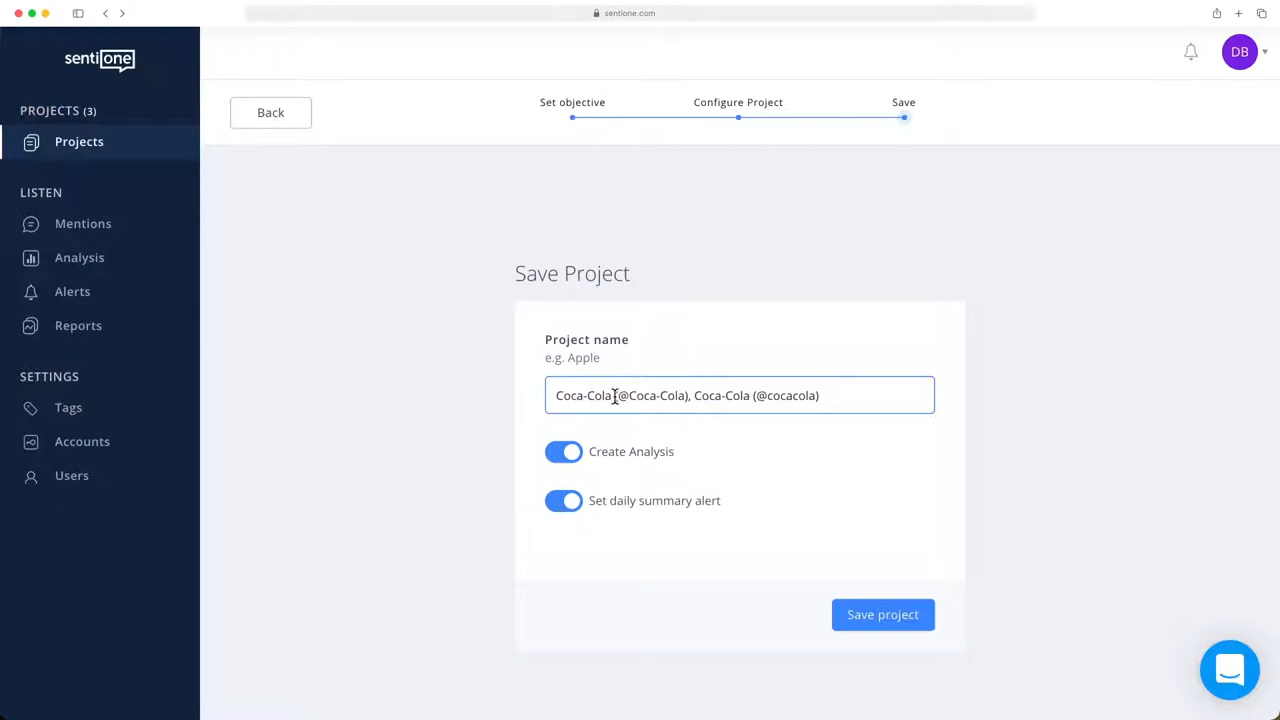 sentione.com
sentione
DB
PROJECTS (3)
Projects
LISTEN
Mentions
Analysis
Alerts
Reports
SETTINGS
Tags
Accounts
Users
Back
Set objective
Configure Project
Save
Save Project
Project name
e.g. Apple
Coca-Cola (@Coca-Cola), Coca-Cola (@cocacola)
Create Analysis
Set daily summary alert
Save project